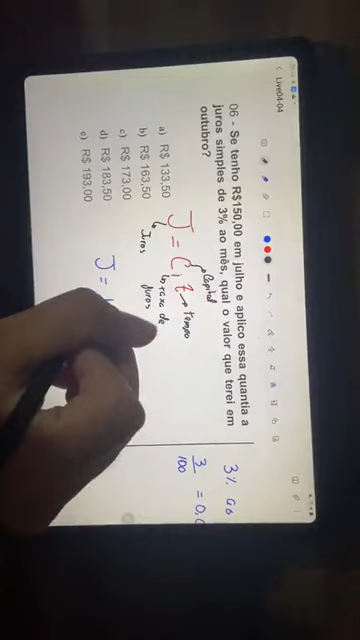 Live04-04
06 - Se tenho R$150,00 em julho e aplico essa quantia a
juros simples de 3% ao mês, qual o valor que terei em
outubro?
a) R$ 133,50
b) R$ 163,50
c) R$ 173,00
d) R$ 183,50
e) R$ 193,00
J = C i t
Capital
tempo
taxa de
juros
Juros
J =
3%
3/100 = 0,0